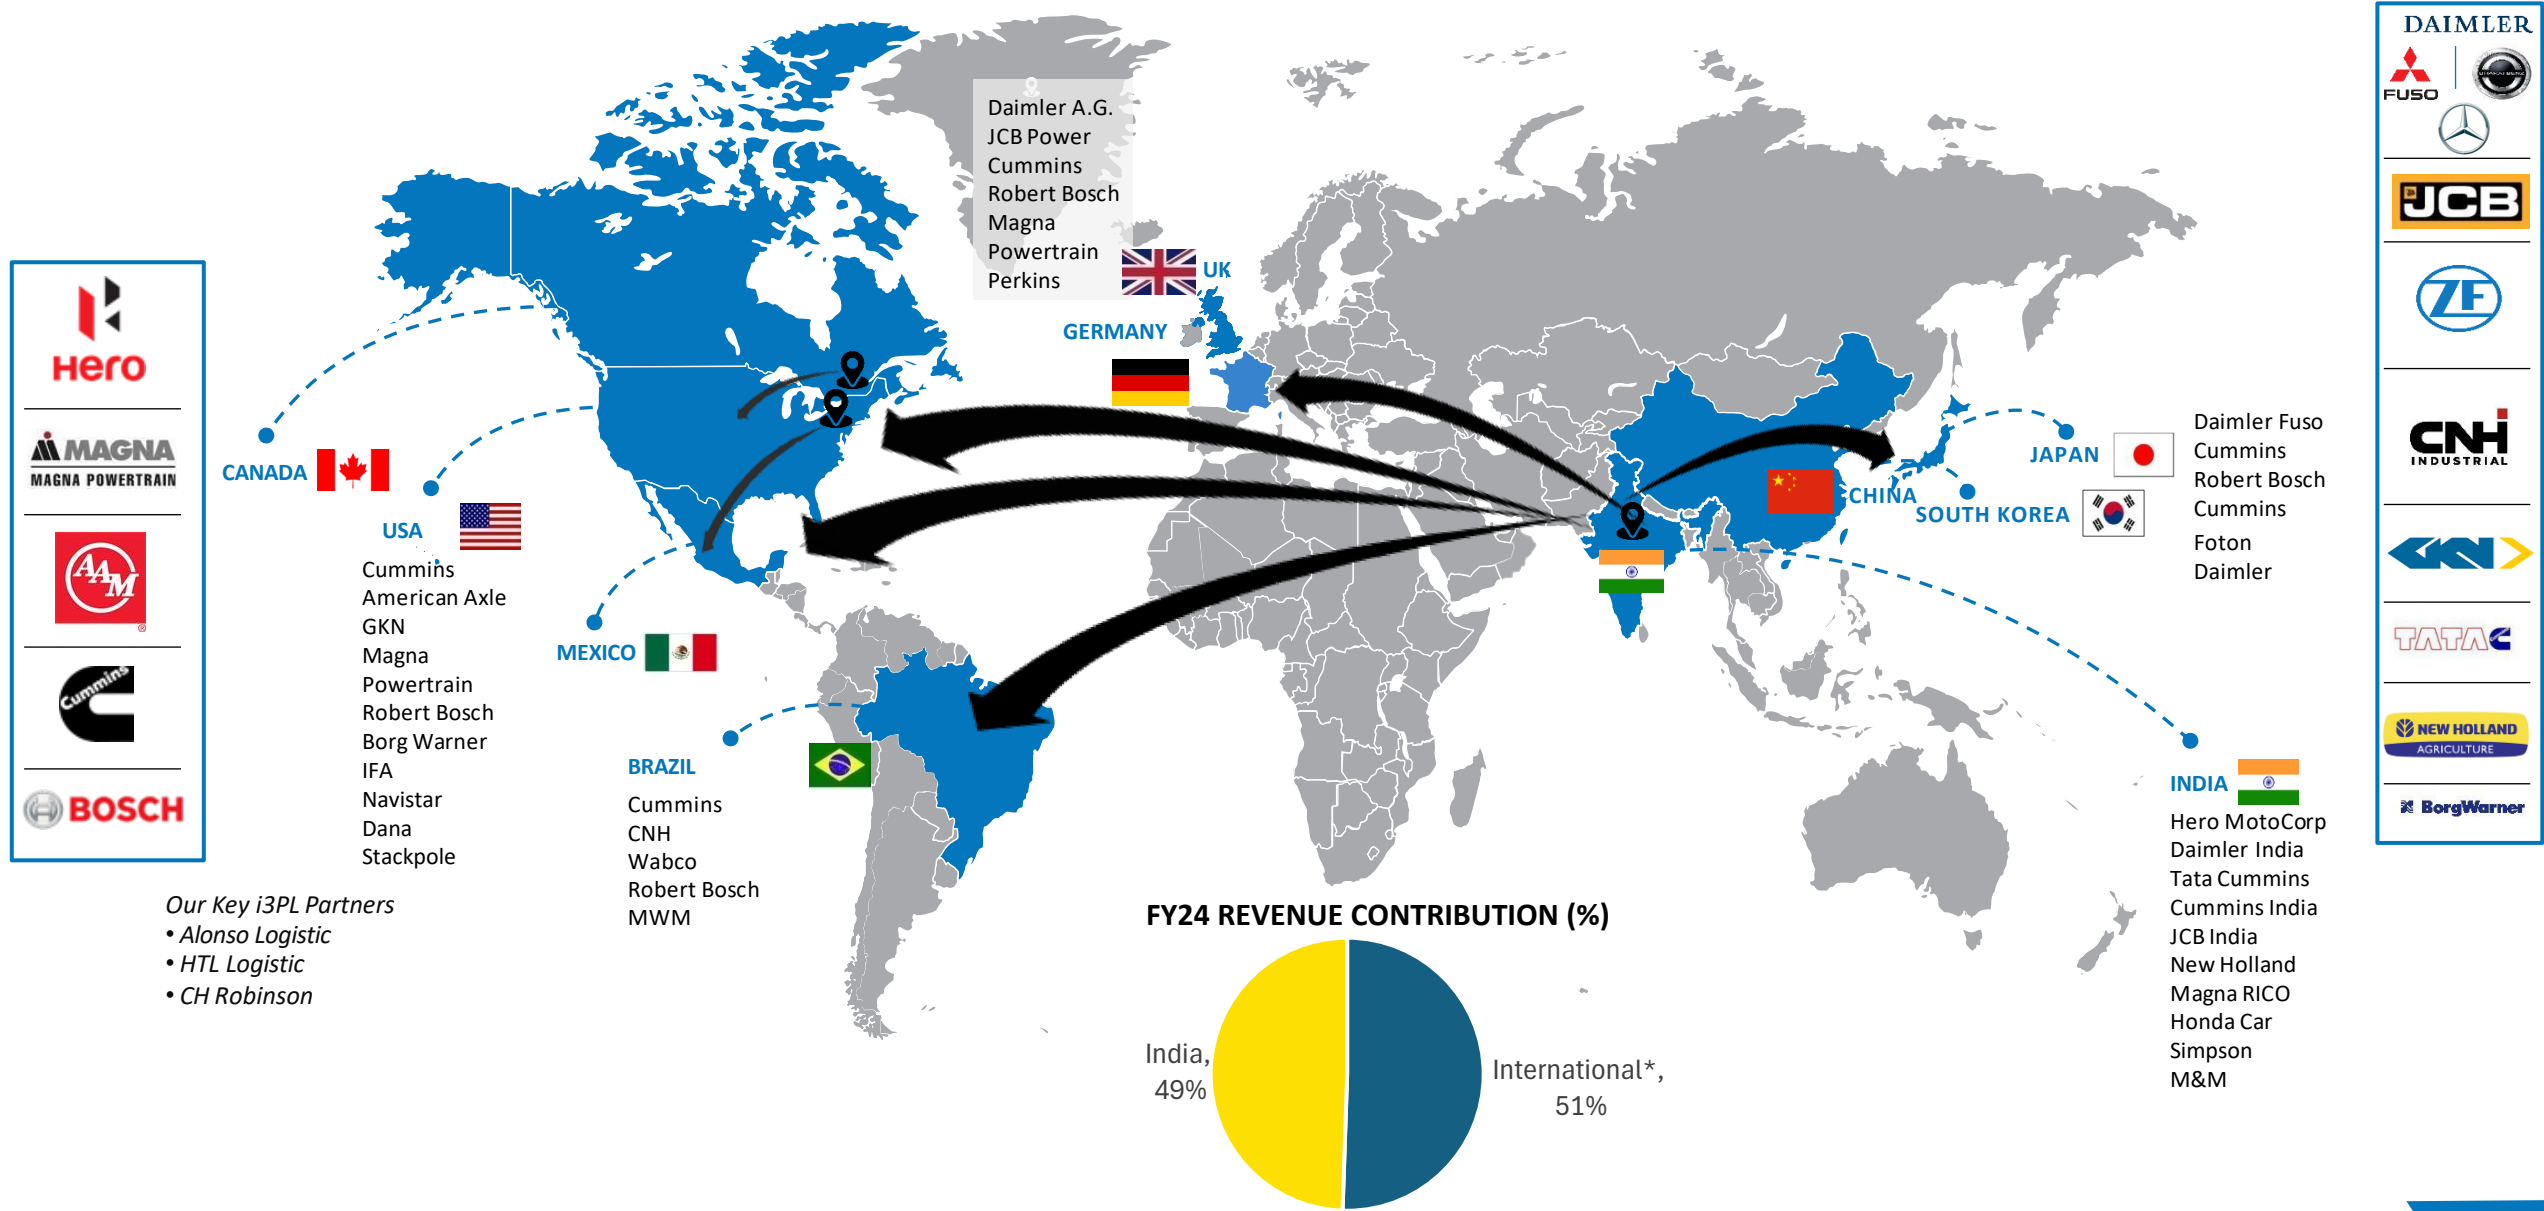 Hero
MAGNA
MAGNA POWERTRAIN
AAM
®
Cummins
BOSCH
CANADA
USA
Cummins
American Axle
GKN
Magna
Powertrain
Robert Bosch
Borg Warner
IFA
Navistar
Dana
Stackpole
Our Key i3PL Partners
• Alonso Logistic
• HTL Logistic
• CH Robinson
MEXICO
BRAZIL
Cummins
CNH
Wabco
Robert Bosch
MWM
Daimler A.G.
JCB Power
Cummins
Robert Bosch
Magna
Powertrain
Perkins
UK
GERMANY
CHINA
JAPAN
SOUTH KOREA
Daimler Fuso
Cummins
Robert Bosch
Cummins
Foton
Daimler
INDIA
Hero MotoCorp
Daimler India
Tata Cummins
Cummins India
JCB India
New Holland
Magna RICO
Honda Car
Simpson
M&M
FY24 REVENUE CONTRIBUTION (%)
India,
49%
International*,
51%
DAIMLER
FUSO
JCB
ZF
CNH
INDUSTRIAL
GKN
TATA
NEW HOLLAND
AGRICULTURE
BorgWarner